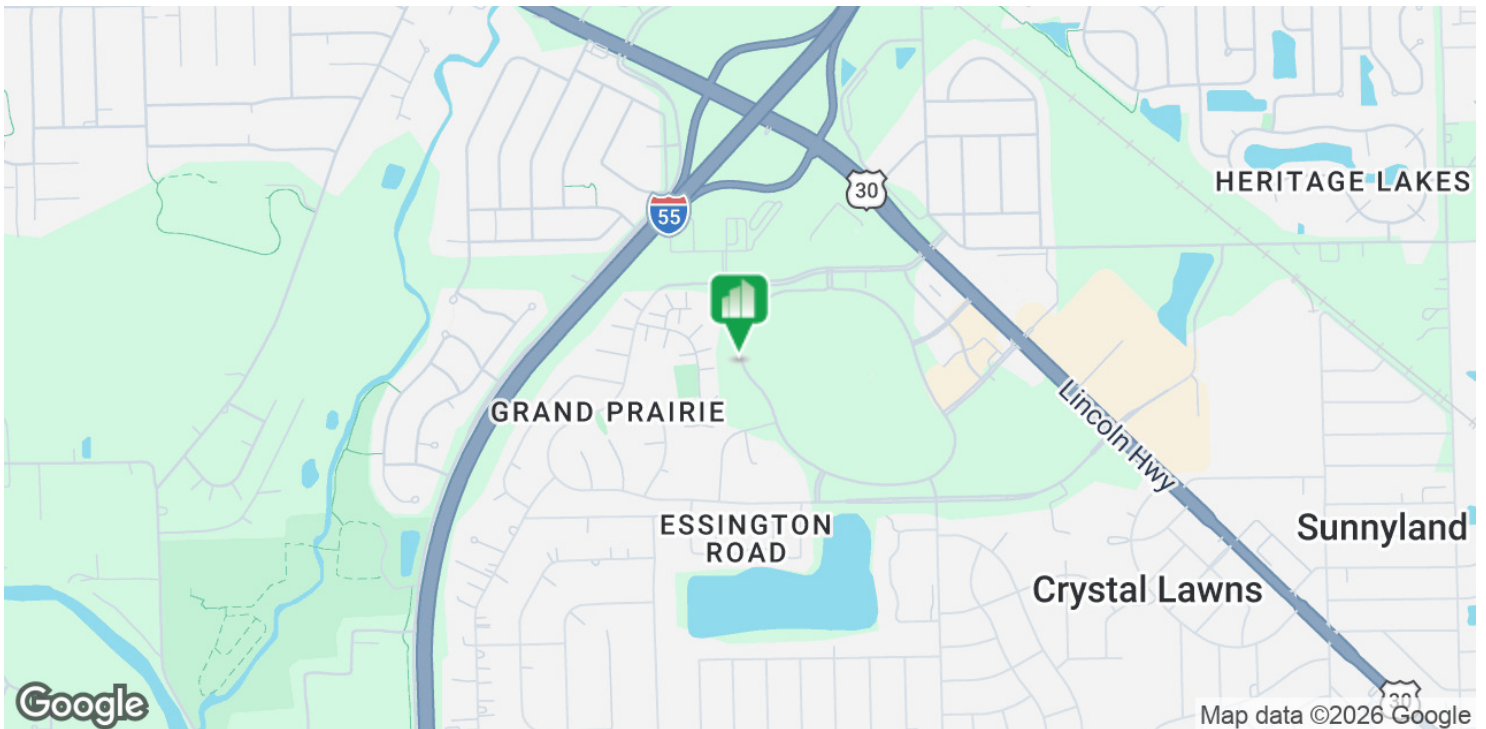 30
HERITAGE LAKES
55
GRAND PRAIRIE
Lincoln Hwy
ESSINGTON
ROAD
Sunnyland
Crystal Lawns
30
Google
Map data ©2026 Google